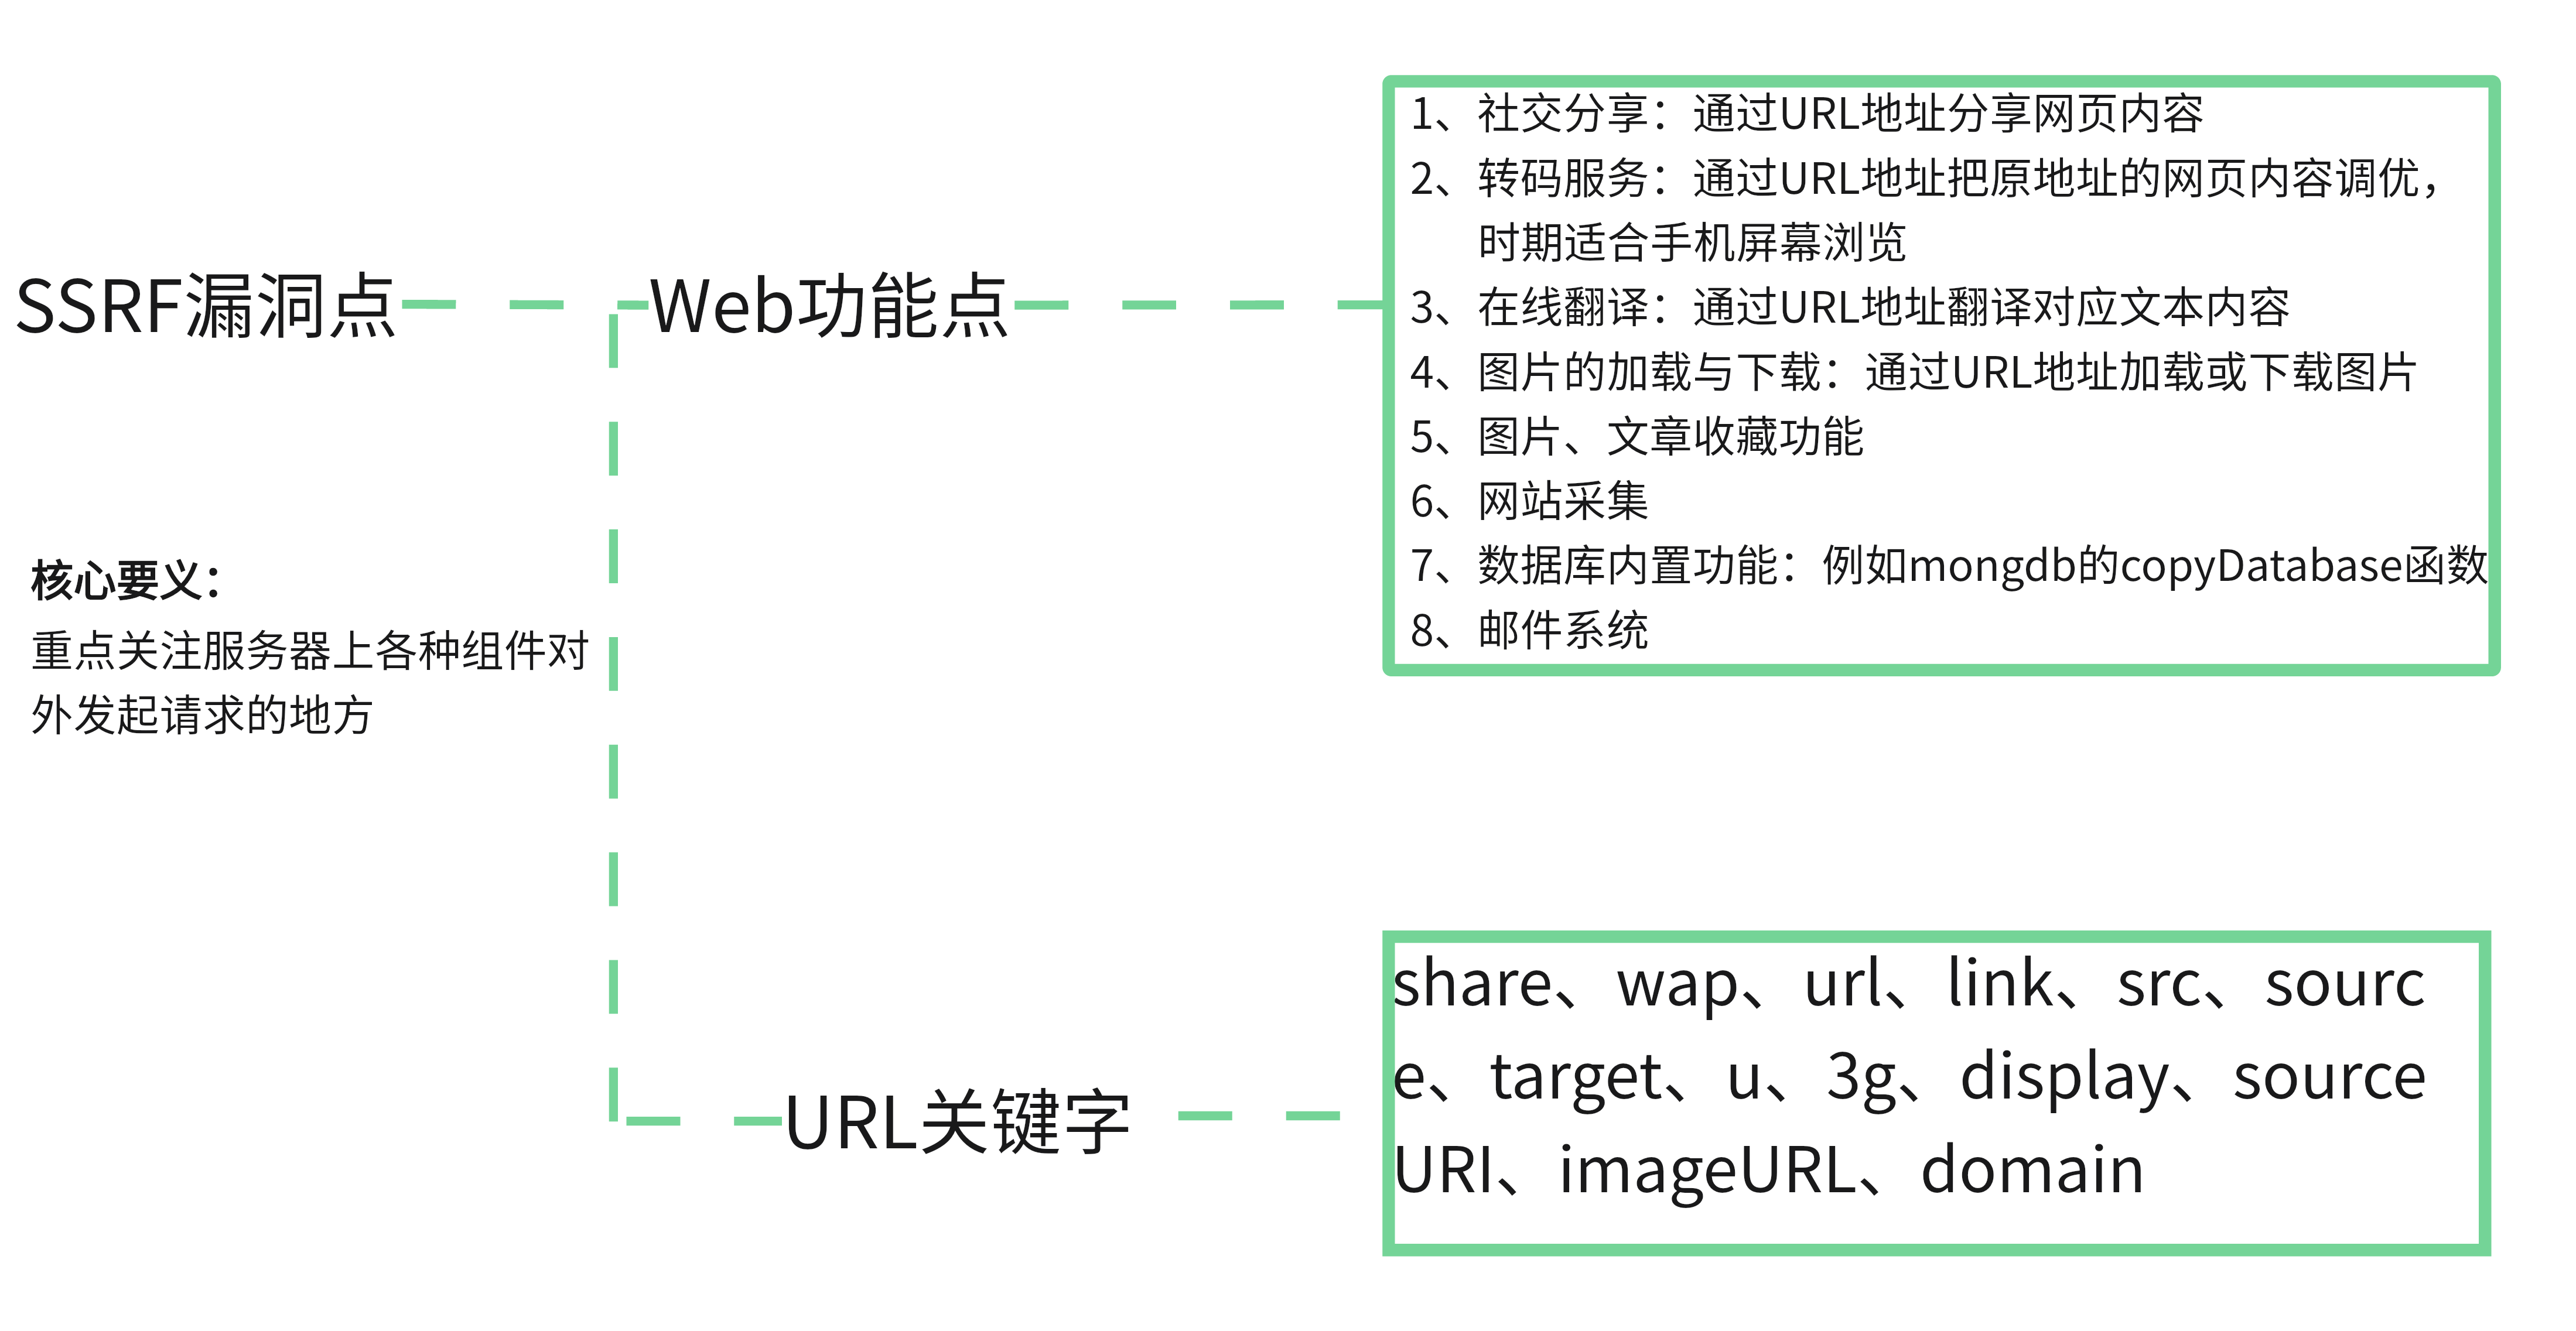 SSRF漏洞点
Web功能点
1、社交分享：通过URL地址分享网页内容
2、转码服务：通过URL地址把原地址的网页内容调优，
时期适合手机屏幕浏览
3、在线翻译：通过URL地址翻译对应文本内容
4、图片的加载与下载：通过URL地址加载或下载图片
5、图片、文章收藏功能
6、网站采集
7、数据库内置功能：例如mongdb的copyDatabase函数
8、邮件系统
核心要义：
重点关注服务器上各种组件对
外发起请求的地方
URL关键字
share、wap、url、link、src、sourc
e、target、u、3g、display、source
URI、imageURL、domain